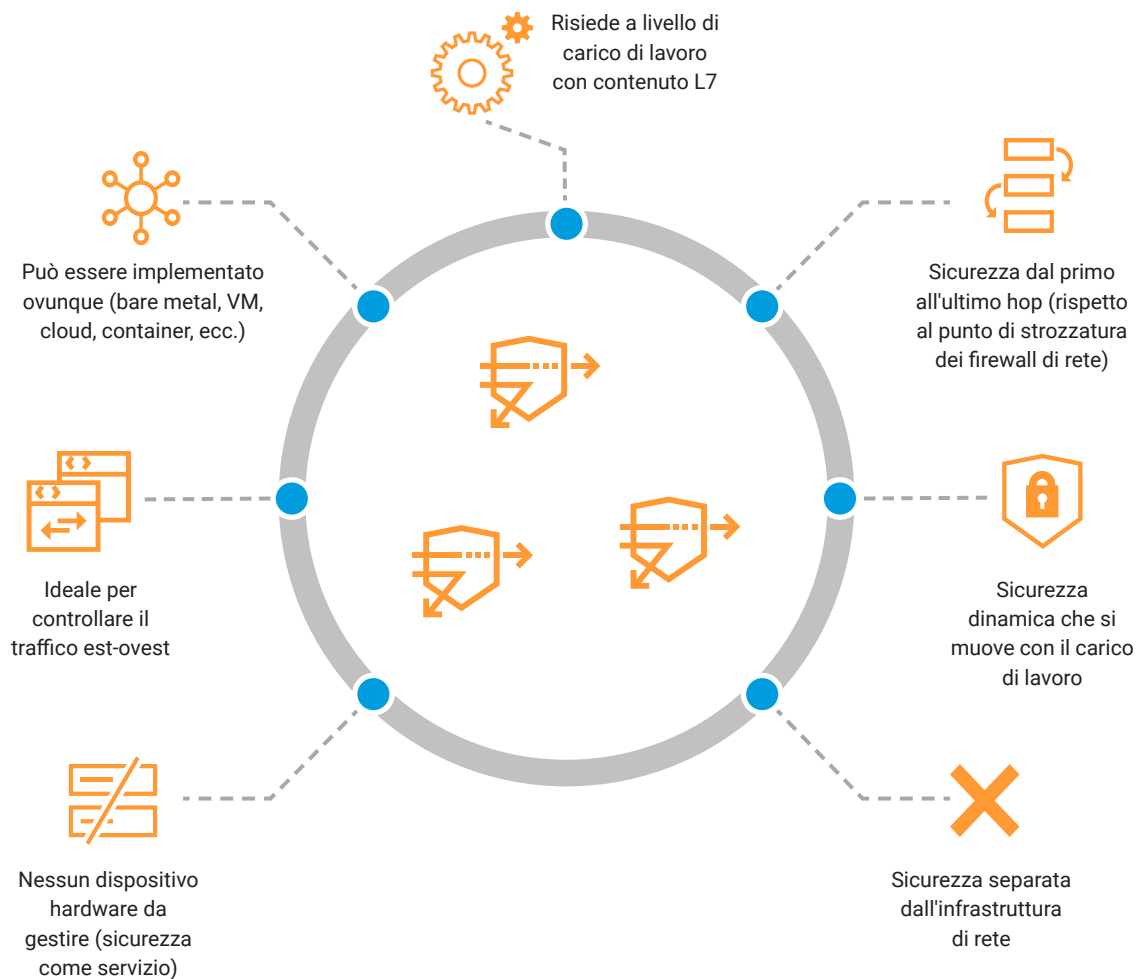 Risiede a livello di
carico di lavoro
con contenuto L7
Può essere implementato
ovunque (bare metal, VM,
cloud, container, ecc.)
Sicurezza dal primo
all'ultimo hop (rispetto
al punto di strozzatura
dei firewall di rete)
Ideale per
controllare il
traffico est-ovest
Sicurezza
dinamica che si
muove con il carico
di lavoro
Nessun dispositivo
hardware da
gestire (sicurezza
come servizio)
Sicurezza separata
dall'infrastruttura
di rete